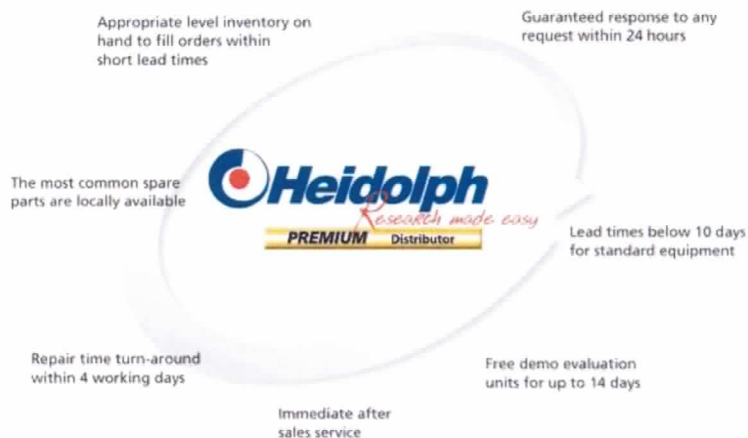 Appropriate level inventory on
hand to fill orders within
short lead times
Guaranteed response to any
request within 24 hours
The most common spare
parts are locally available
Heidolph
Research made easy
PREMIUM Distributor
Lead times below 10 days
for standard equipment
Repair time turn-around
within 4 working days
Free demo evaluation
units for up to 14 days
Immediate after
sales service